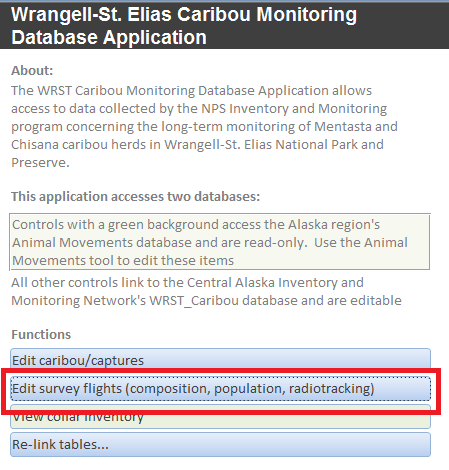 Wrangell-St. Elias Caribou Monitoring
Database Application
About:
The WRST Caribou Monitoring Database Application allows
access to data collected by the NPS Inventory and Monitoring
program concerning the long-term monitoring of Mentasta and
Chisana caribou herds in Wrangell-St. Elias National Park and
Preserve.
This application accesses two databases:
Controls with a green background access the Alaska region's
Animal Movements database and are read-only.  Use the Animal
Movements tool to edit these items
All other controls link to the Central Alaska Inventory and
Monitoring Network's WRST_Caribou database and are editable
Functions
Edit caribou/captures
Edit survey flights (composition, population, radiotracking)
View collar inventory
Re-link tables...